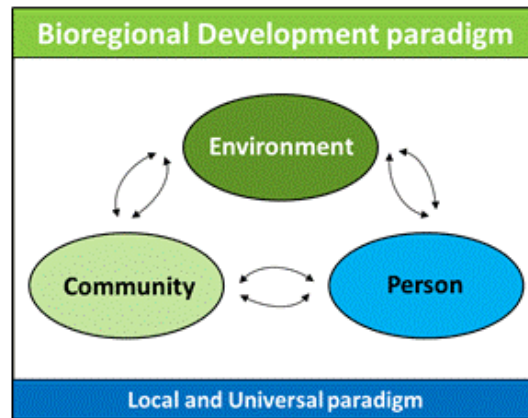 Bioregional Development paradigm
Environment
Community
Person
Local and Universal paradigm